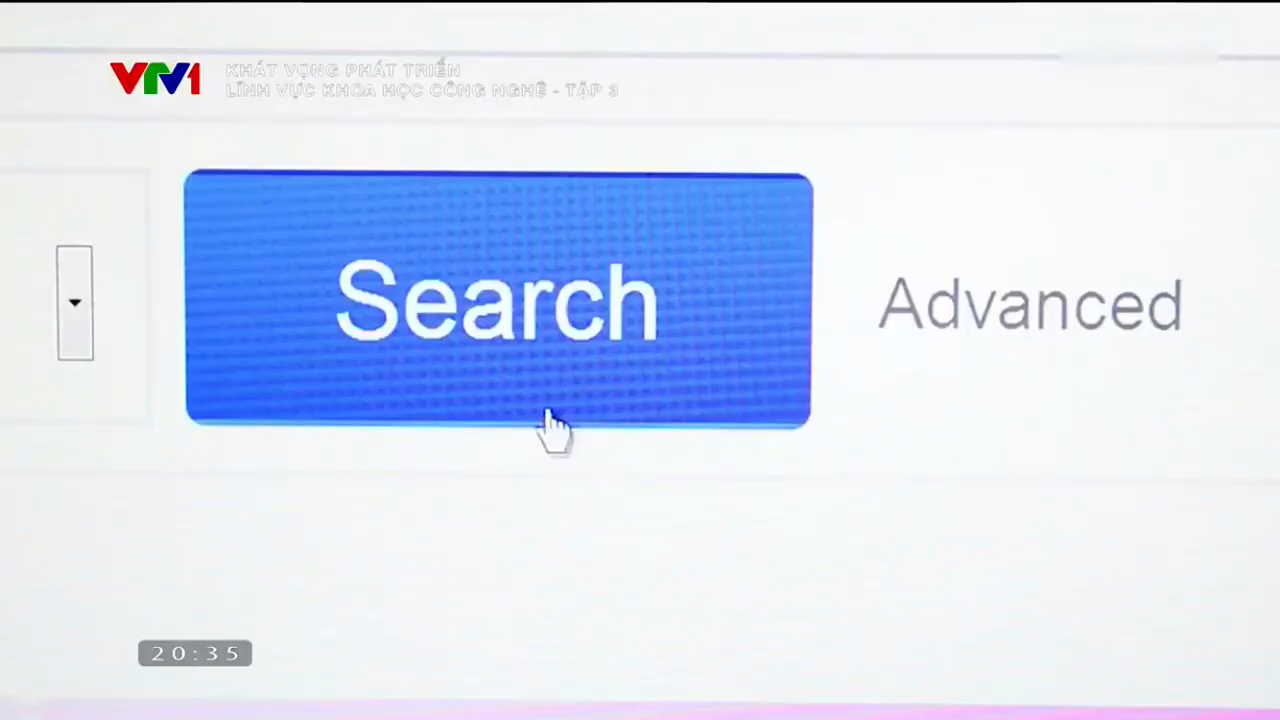 VTV1
KHÁT VỌNG PHÁT TRIỂN
LĨNH VỰC KHOA HỌC CÔNG NGHỆ - TẬP 3
Search
Advanced
20:35